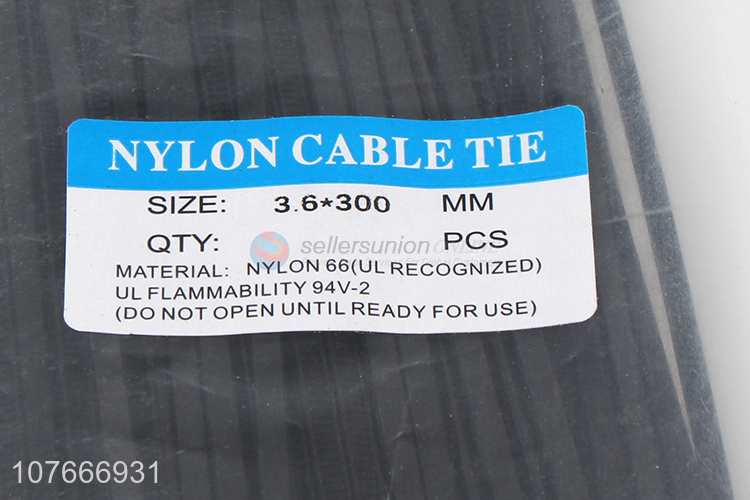 NYLON CABLE TIE
SIZE: 3.6*300 MM
QTY: PCS
sellersunion
MATERIAL: NYLON 66(UL RECOGNIZED)
UL FLAMMABILITY 94V-2
(DO NOT OPEN UNTIL READY FOR USE)
107666931